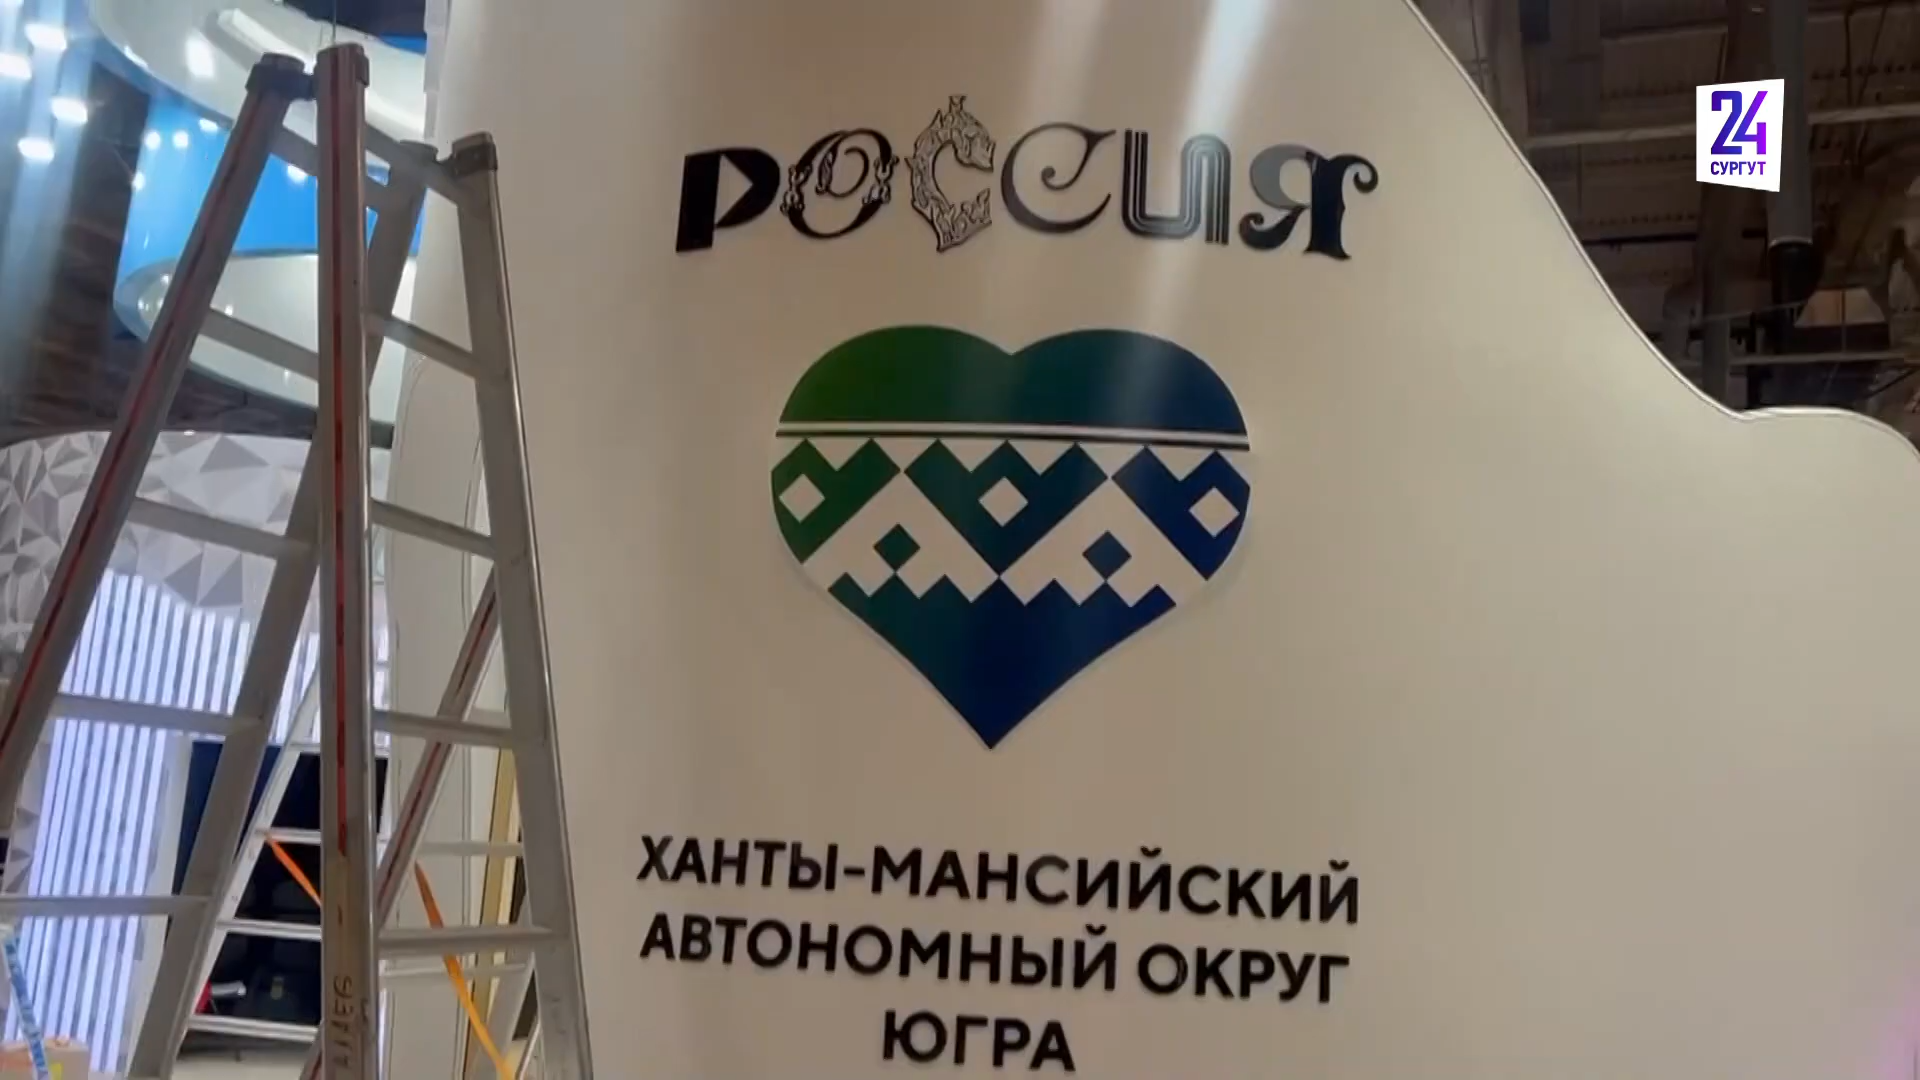 РОССИЯ
24
СУРГУТ
ХАНТЫ-МАНСИЙСКИЙ
АВТОНОМНЫЙ ОКРУГ
ЮГРА